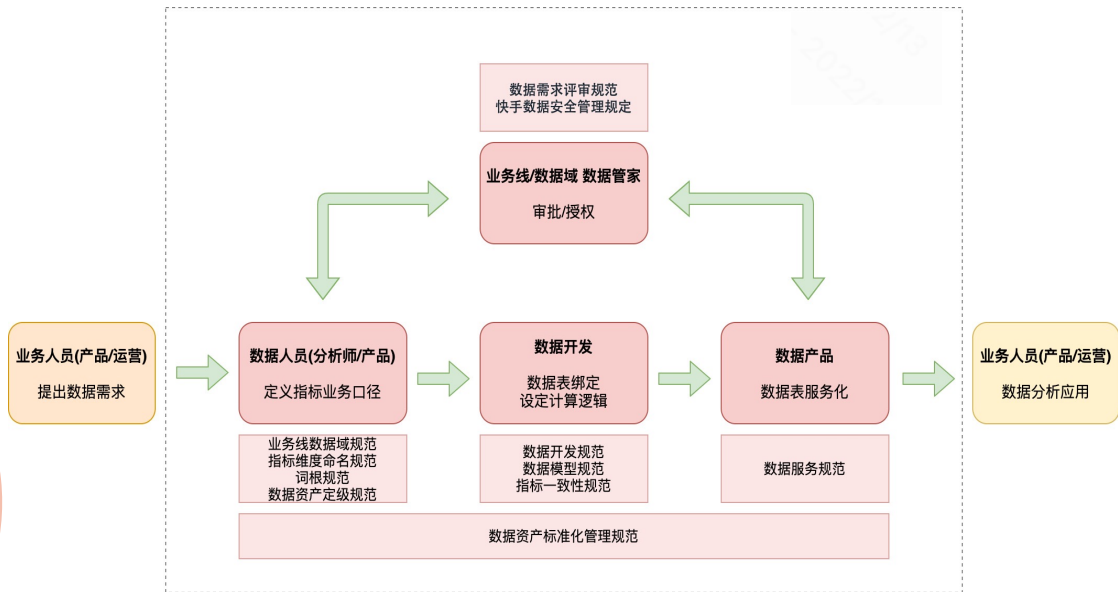 数据需求评审规范
快手数据安全管理规定
业务线/数据域 数据管家
审批/授权
业务人员(产品/运营)
提出数据需求
数据人员(分析师/产品)
定义指标业务口径
数据开发
数据表绑定
设定计算逻辑
数据产品
数据表服务化
业务人员(产品/运营)
数据分析应用
业务线数据域规范
指标维度命名规范
词根规范
数据资产定级规范
数据开发规范
数据模型规范
指标一致性规范
数据服务规范
数据资产标准化管理规范